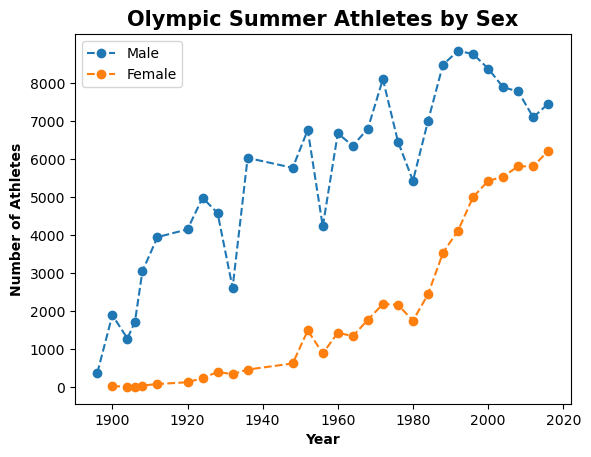 Olympic Summer Athletes by Sex
Male
Female
8000
7000
6000
5000
4000
3000
2000
1000
0
Number of Athletes
1900 1920 1940 1960 1980 2000 2020
Year